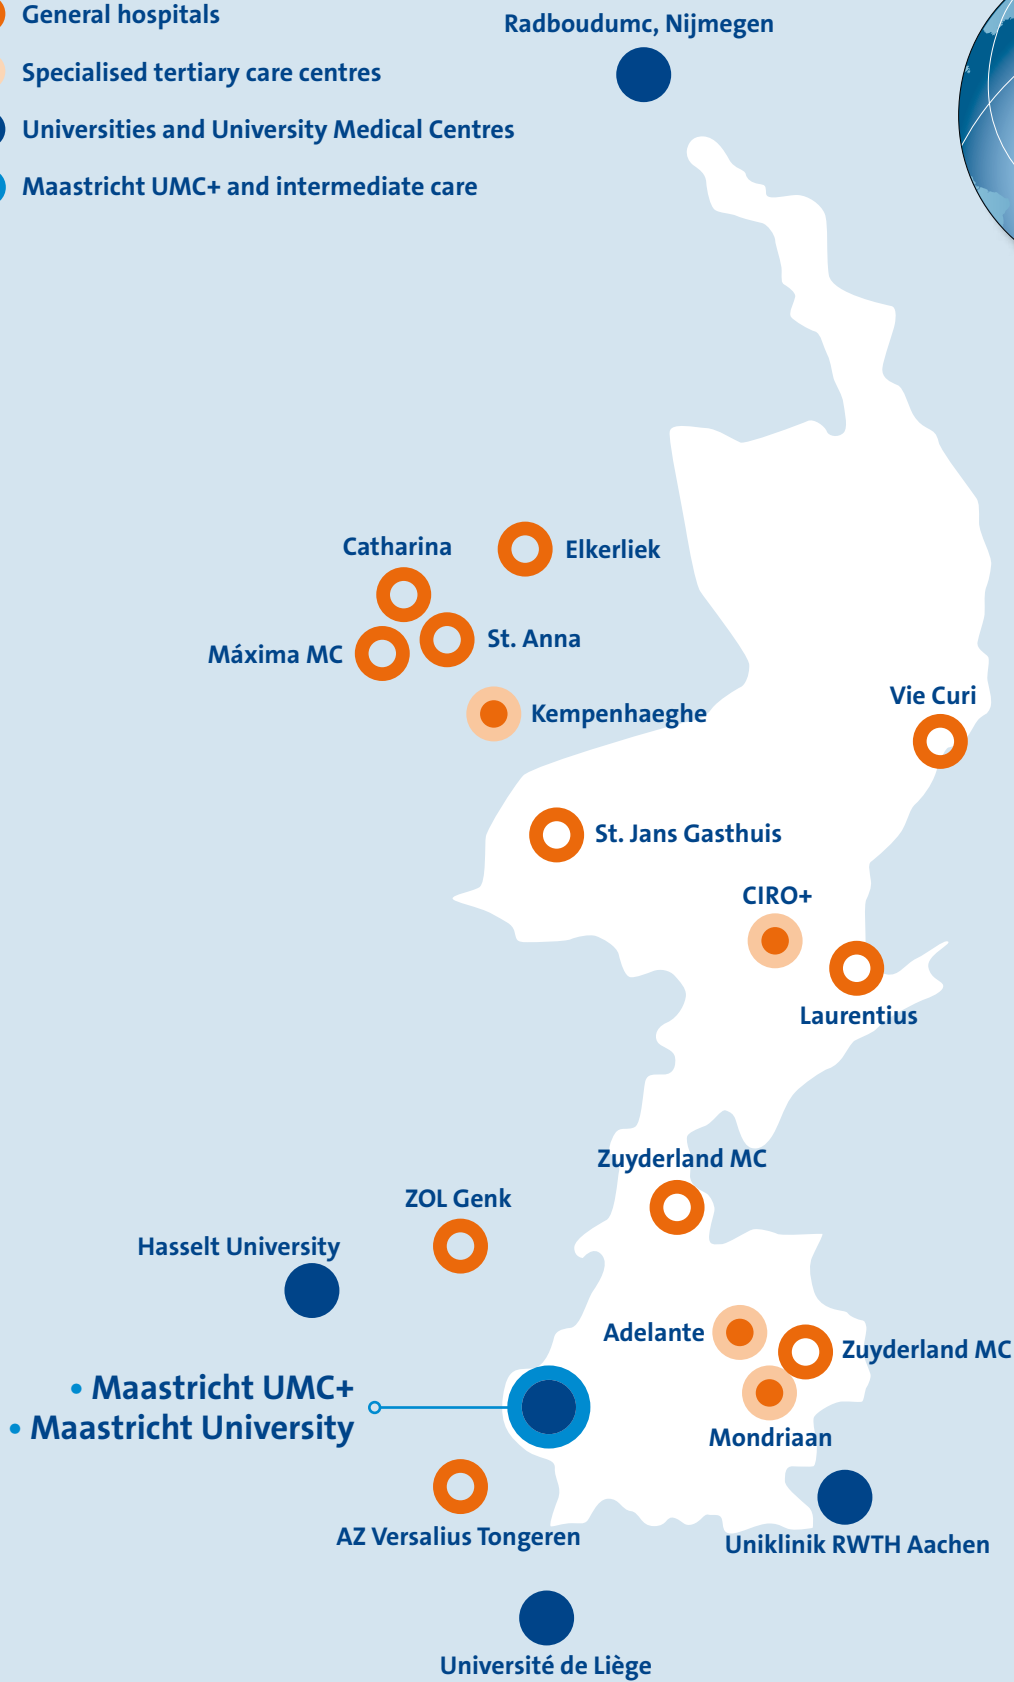 General hospitals
Radboudumc, Nijmegen
Specialised tertiary care centres
Universities and University Medical Centres
Maastricht UMC+ and intermediate care
Catharina
Elkerliek
St. Anna
Máxima MC
Vie Curi
Kempenhaeghe
St. Jans Gasthuis
CIRO+
Laurentius
Zuyderland MC
ZOL Genk
Hasselt University
Adelante
Zuyderland MC
• Maastricht UMC+
• Maastricht University
Mondriaan
AZ Versalius Tongeren
Uniklinik RWTH Aachen
Université de Liège